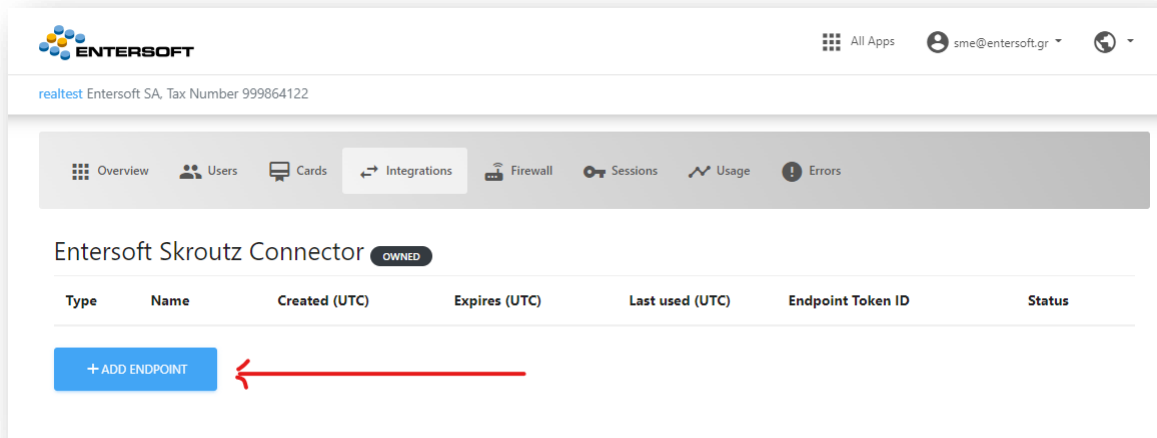 ENTERSOFT
All Apps
sme@entersoft.gr
realtest Entersoft SA, Tax Number 999864122
Overview Users Cards Integrations Firewall Sessions Usage Errors
Entersoft Skroutz Connector OWNED
Type Name Created (UTC) Expires (UTC) Last used (UTC) Endpoint Token ID Status
+ ADD ENDPOINT